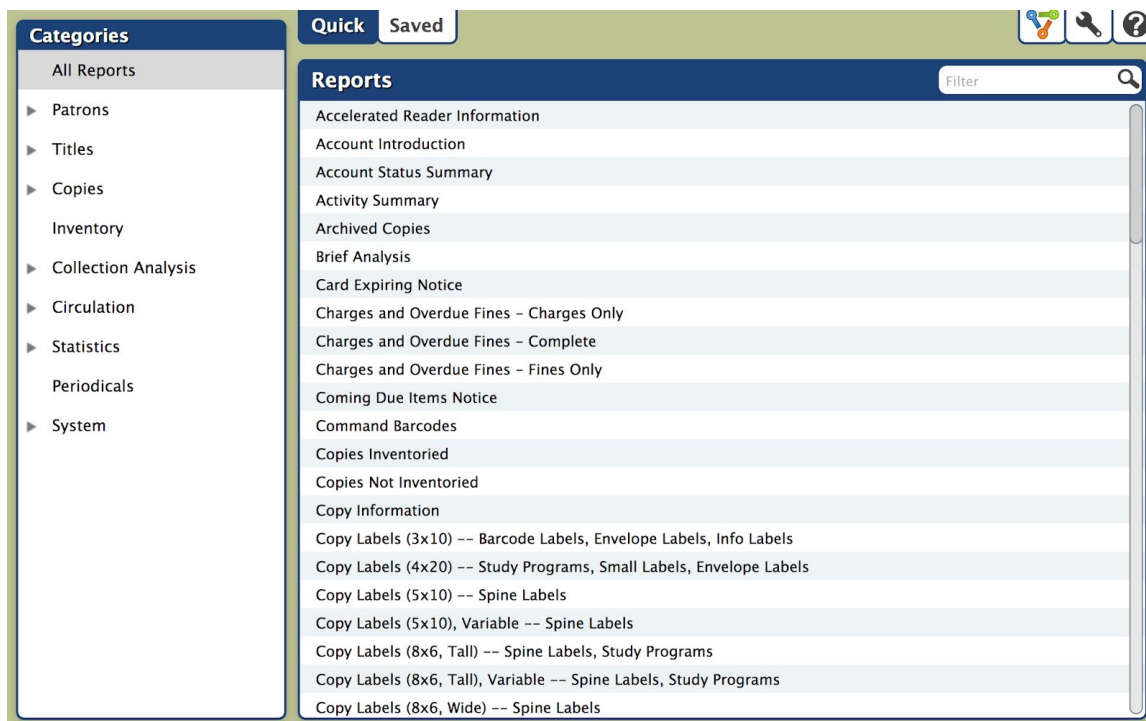 Categories
All Reports
Patrons
Titles
Copies
Inventory
Collection Analysis
Circulation
Statistics
Periodicals
System
Quick
Saved
?
Reports
Filter
Accelerated Reader Information
Account Introduction
Account Status Summary
Activity Summary
Archived Copies
Brief Analysis
Card Expiring Notice
Charges and Overdue Fines – Charges Only
Charges and Overdue Fines – Complete
Charges and Overdue Fines – Fines Only
Coming Due Items Notice
Command Barcodes
Copies Inventoried
Copies Not Inventoried
Copy Information
Copy Labels (3x10) -- Barcode Labels, Envelope Labels, Info Labels
Copy Labels (4x20) -- Study Programs, Small Labels, Envelope Labels
Copy Labels (5x10) -- Spine Labels
Copy Labels (5x10), Variable -- Spine Labels
Copy Labels (8x6, Tall) -- Spine Labels, Study Programs
Copy Labels (8x6, Tall), Variable -- Spine Labels, Study Programs
Copy Labels (8x6, Wide) -- Spine Labels